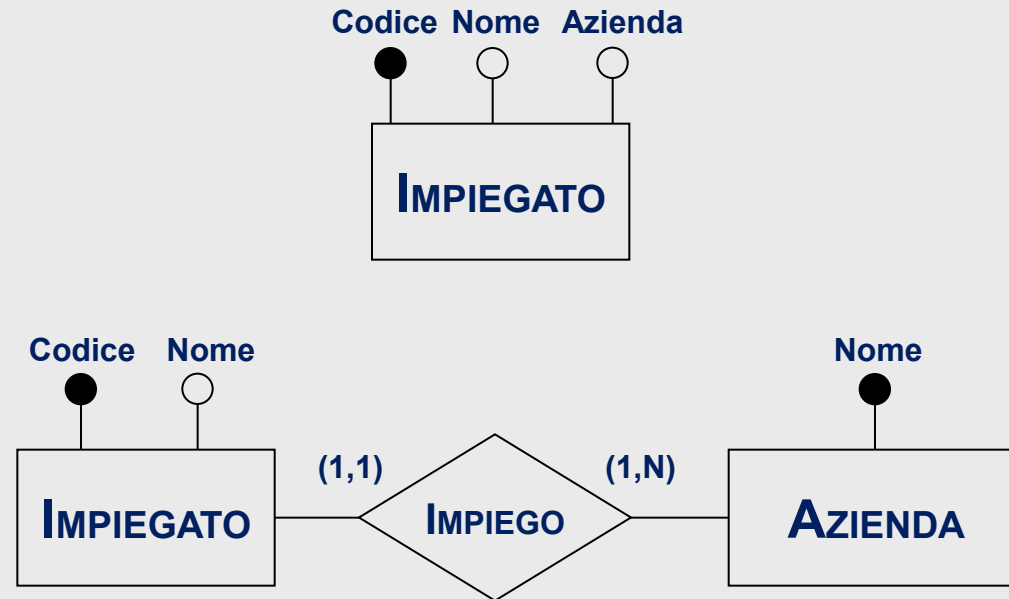 Codice Nome Azienda
IMPIEGATO
Codice Nome Nome
(1,1) (1,N)
IMPIEGATO IMPIEGO AZIENDA